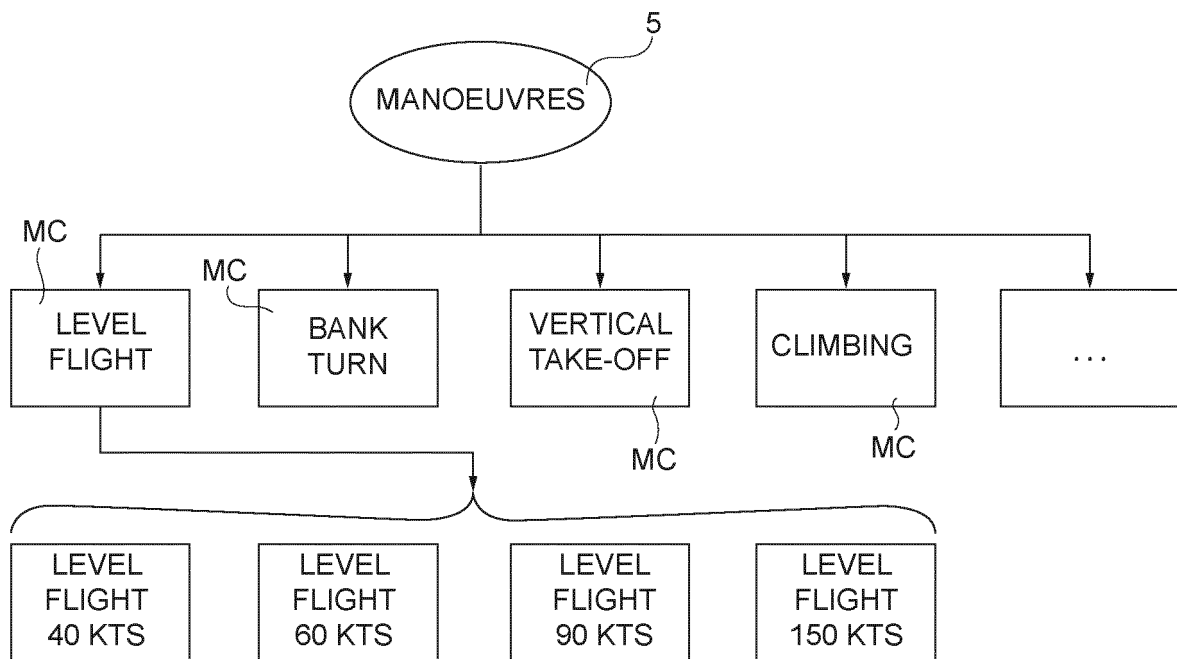 5
MANOEUVRES
MC
MC
LEVEL
FLIGHT
BANK
TURN
VERTICAL
TAKE-OFF
CLIMBING
...
MC
MC
LEVEL
FLIGHT
40 KTS
LEVEL
FLIGHT
60 KTS
LEVEL
FLIGHT
90 KTS
LEVEL
FLIGHT
150 KTS